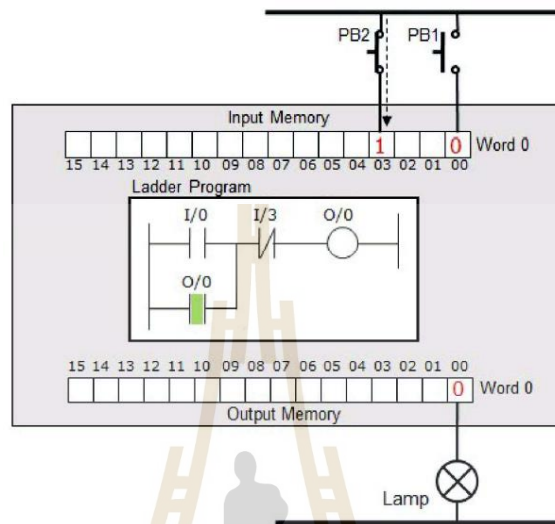 PB2 PB1
Input Memory
1 0 Word 0
15 14 13 12 11 10 09 08 07 06 05 04 03 02 01 00
Ladder Program
I/0 I/3 O/0
O/0
15 14 13 12 11 10 09 08 07 06 05 04 03 02 01 00
0 Word 0
Output Memory
Lamp